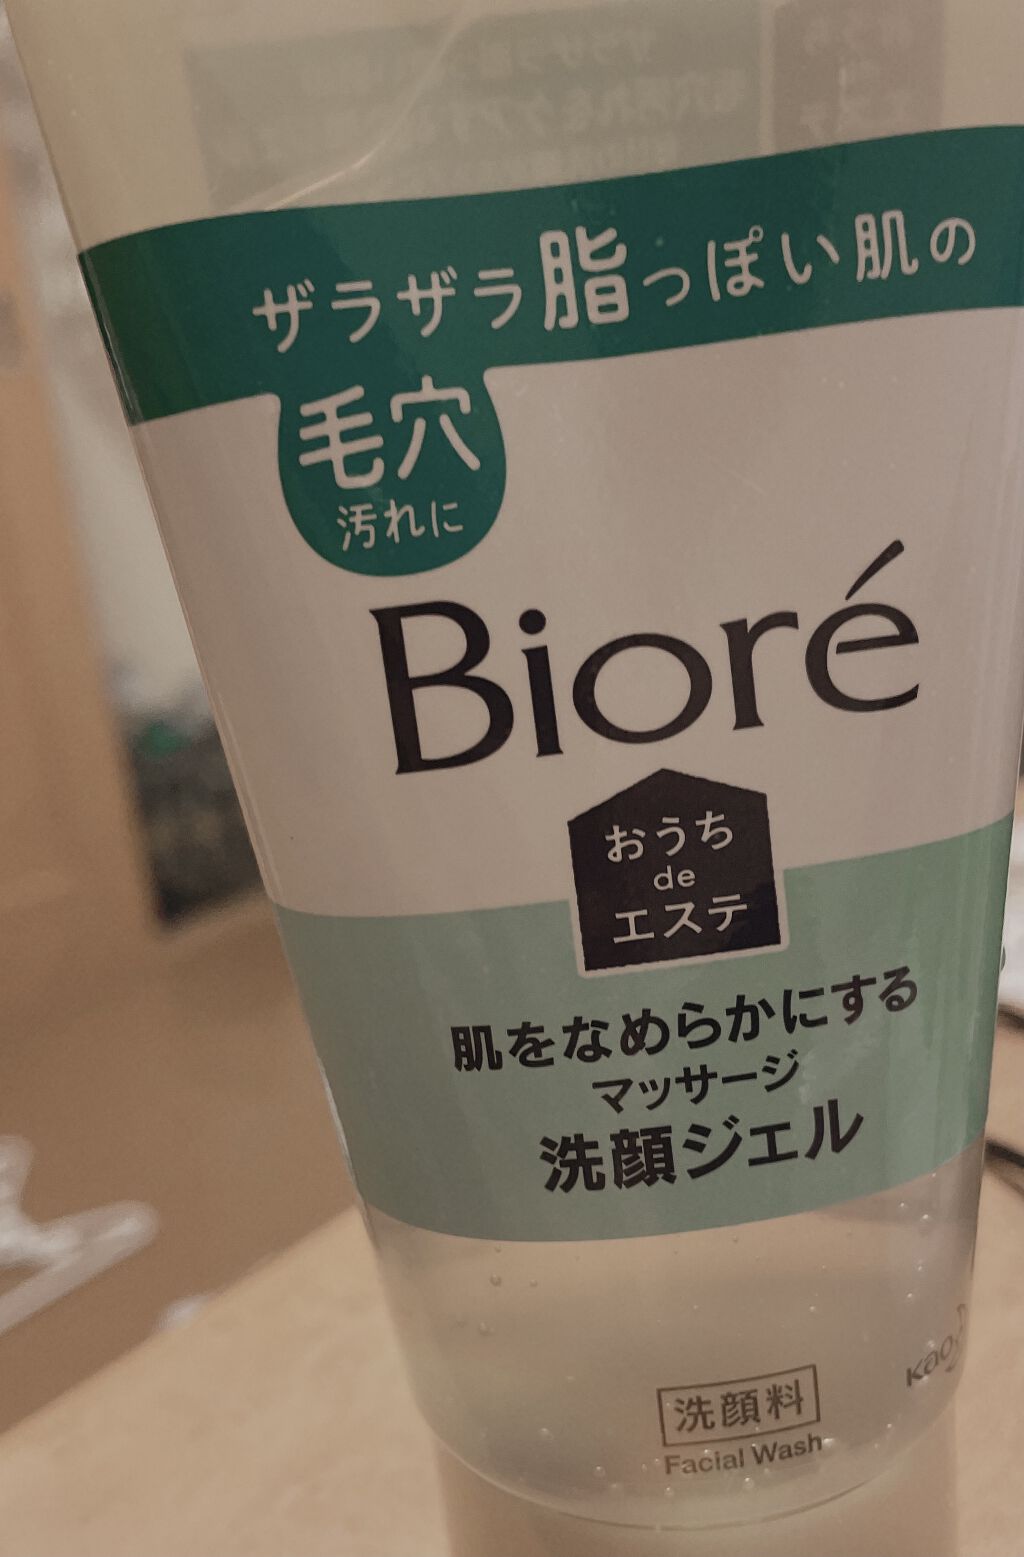 ザラザラ脂っぽい肌の
毛穴
汚れに
Bioré
おうち
de
エステ
肌をなめらかにする
マッサージ
洗顔ジェル
Kao
洗顔料
Facial Wash